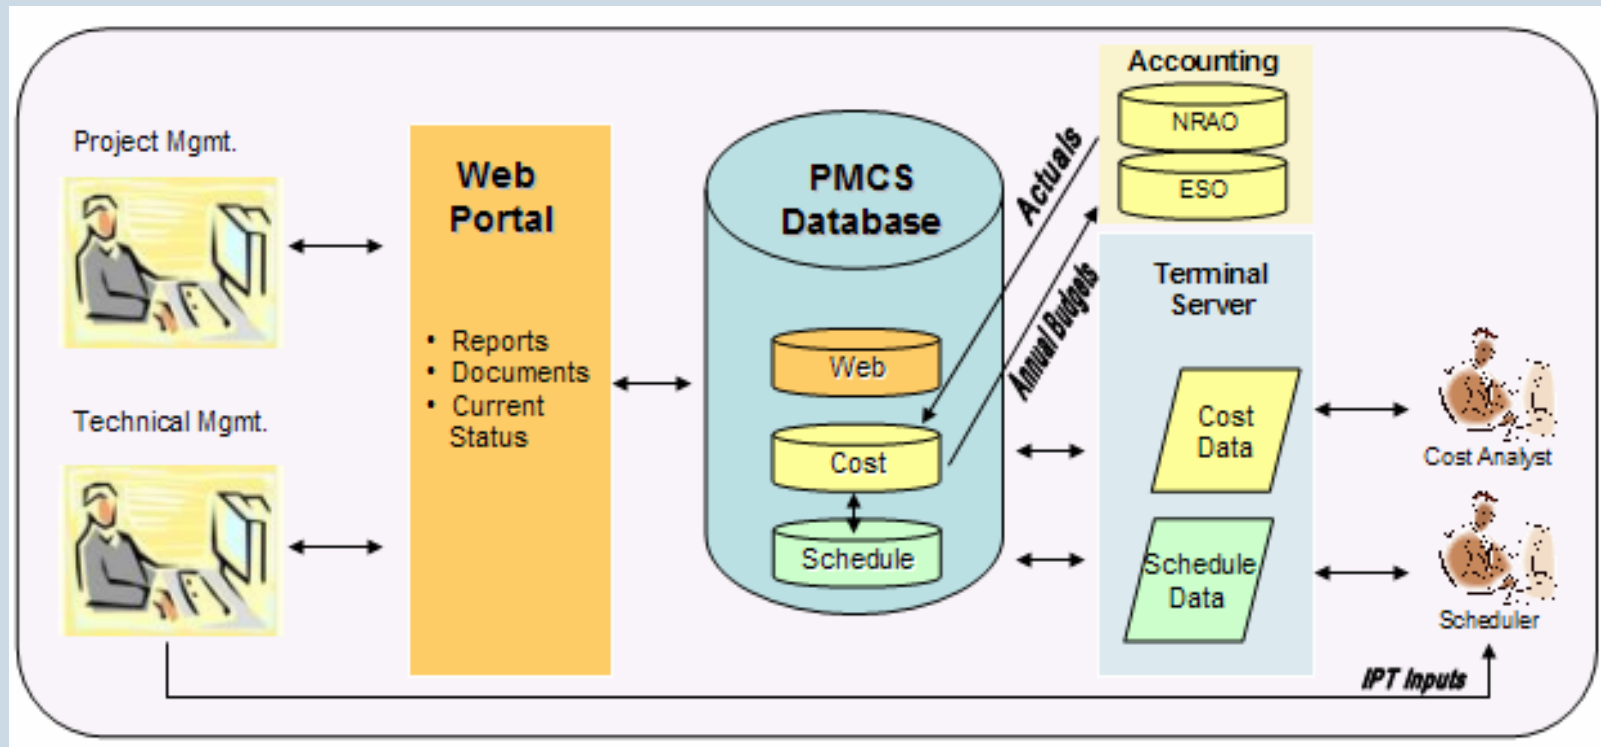 Project Mgmt.
Technical Mgmt.
Web
Portal
• Reports
• Documents
• Current
Status
PMCS
Database
Web
Cost
Schedule
Actuals
Annual Budgets
Accounting
NRAO
ESO
Terminal
Server
Cost
Data
Schedule
Data
Cost Analyst
Scheduler
IPT Inputs